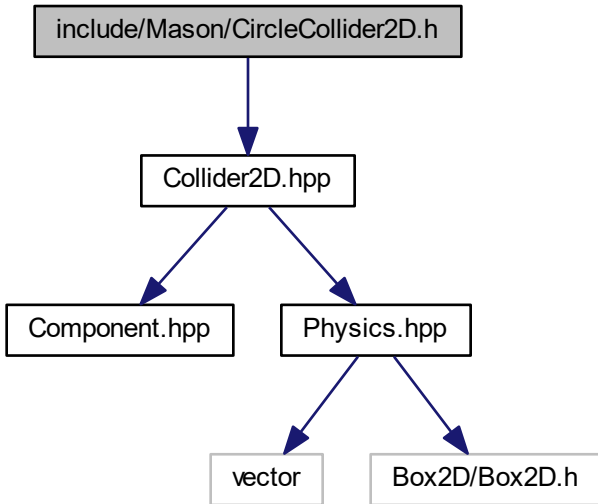 include/Mason/CircleCollider2D.h
Collider2D.hpp
Component.hpp
Physics.hpp
vector
Box2D/Box2D.h